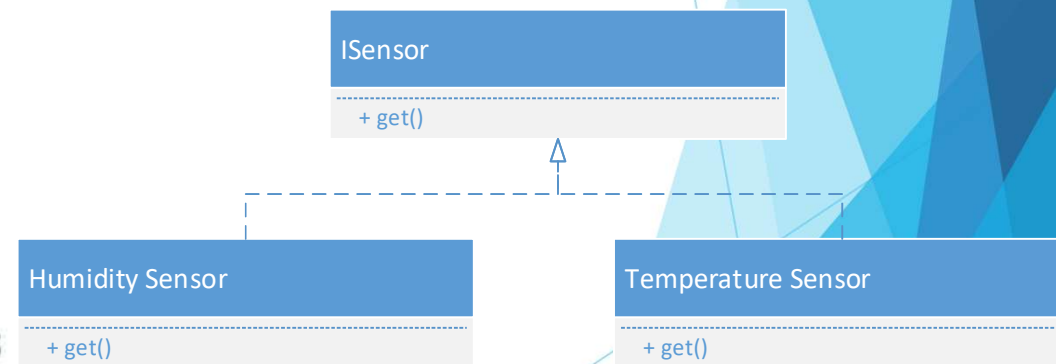 ISensor
+ get()
Humidity Sensor
+ get()
Temperature Sensor
+ get()